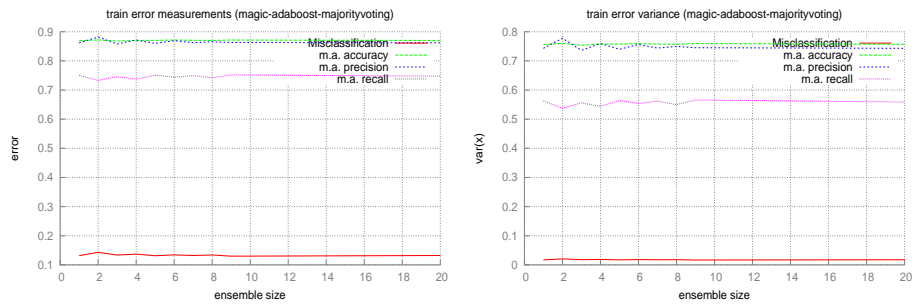 train error measurements (magic-adaboost-majorityvoting)
0.9
0.8
0.7
0.6
0.5
0.4
0.3
0.2
0.1
error
0 2 4 6 8 10 12 14 16 18 20
ensemble size
Misclassification
m.a. accuracy
m.a. precision
m.a. recall
train error variance (magic-adaboost-majorityvoting)
0.8
0.7
0.6
0.5
0.4
0.3
0.2
0.1
0
var(x)
0 2 4 6 8 10 12 14 16 18 20
ensemble size
Misclassification
m.a. accuracy
m.a. precision
m.a. recall